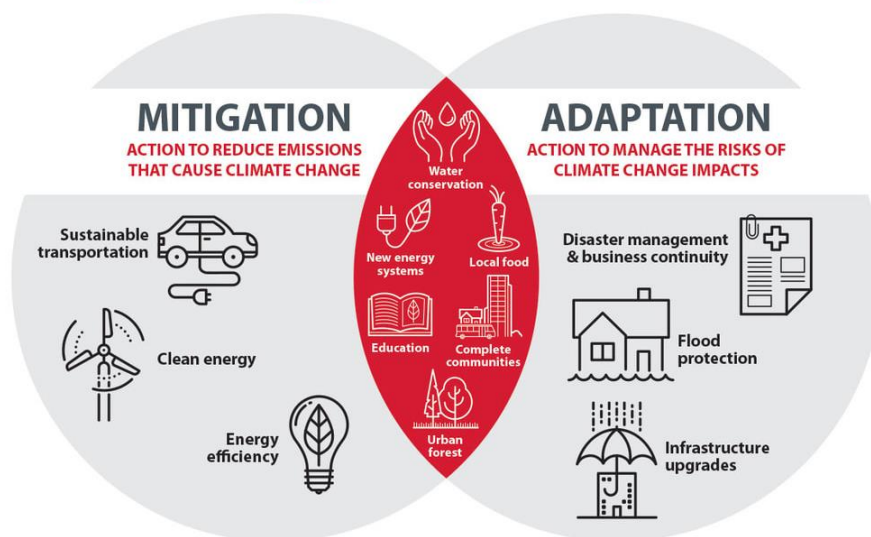 MITIGATION
ACTION TO REDUCE EMISSIONS
THAT CAUSE CLIMATE CHANGE
Sustainable
transportation
Clean energy
Energy
efficiency
Water
conservation
New energy
systems
Local food
Education
Complete
communities
Urban
forest
ADAPTATION
ACTION TO MANAGE THE RISKS OF
CLIMATE CHANGE IMPACTS
Disaster management
& business continuity
Flood
protection
Infrastructure
upgrades